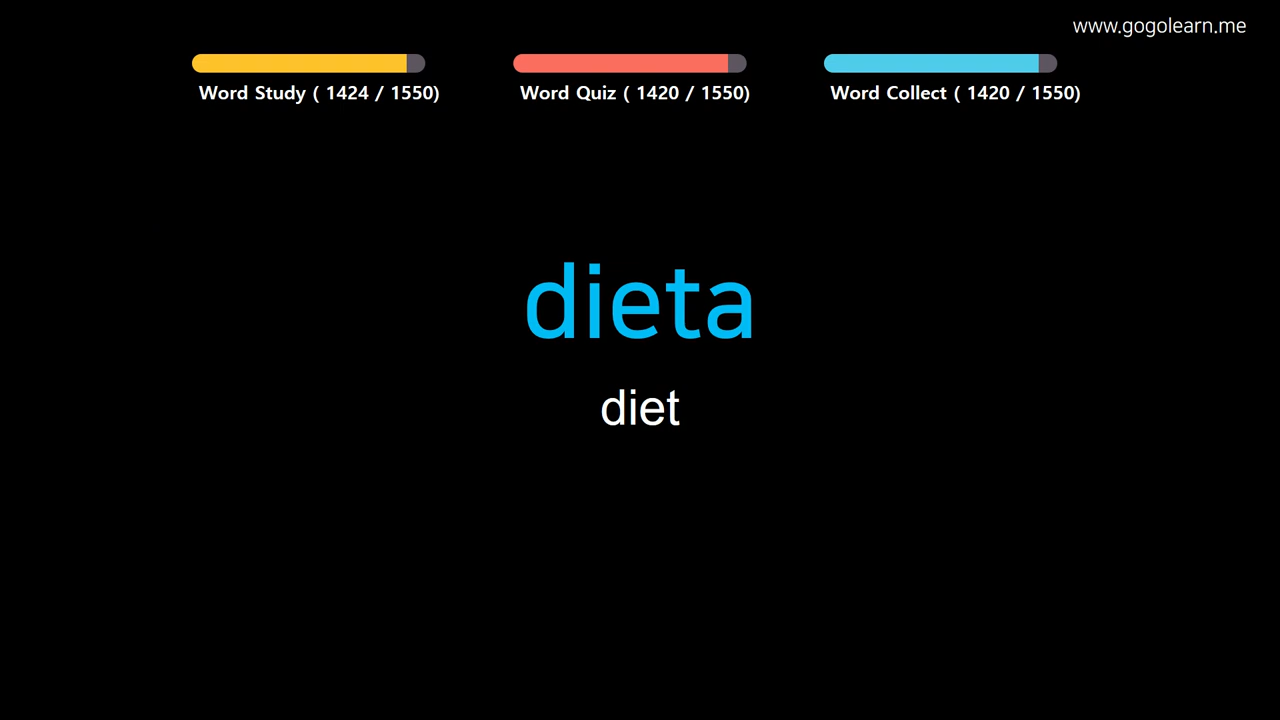 www.gogolearn.me
Word Study ( 1424 / 1550)
Word Quiz ( 1420 / 1550)
Word Collect ( 1420 / 1550)
dieta
diet